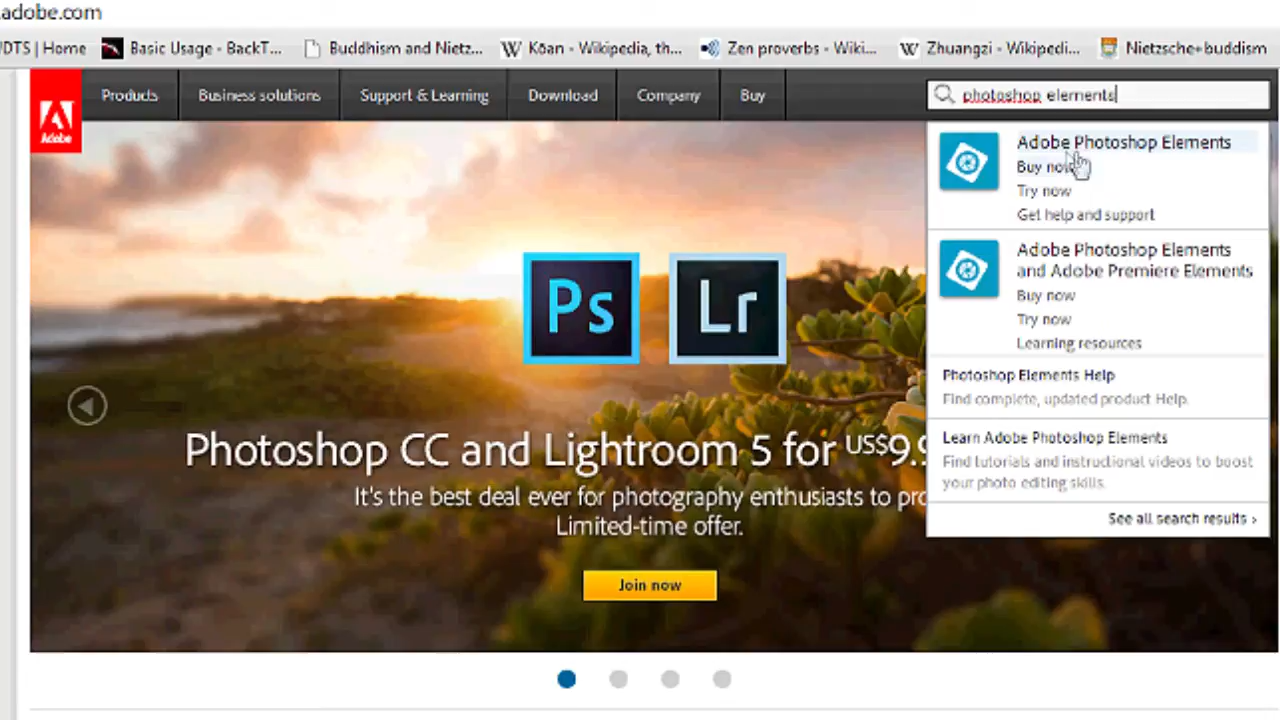 adobe.com
/DTS | Home Basic Usage - BackT... Buddhism and Nietz... Kōan - Wikipedia, th... Zen proverbs - Wiki... Zhuangzi - Wikipedi... Nietzsche+buddism
Adobe
Products Business solutions Support & Learning Download Company Buy
photoshop elements
Adobe Photoshop Elements
Buy now
Try now
Get help and support
Adobe Photoshop Elements
and Adobe Premiere Elements
Buy now
Try now
Learning resources
Photoshop Elements Help
Find complete, updated product Help.
Learn Adobe Photoshop Elements
Find tutorials and instructional videos to boost
your photo editing skills.
See all search results ›
Ps Lr
Photoshop CC and Lightroom 5 for US$9.9
It's the best deal ever for photography enthusiasts to pro
Limited-time offer.
Join now